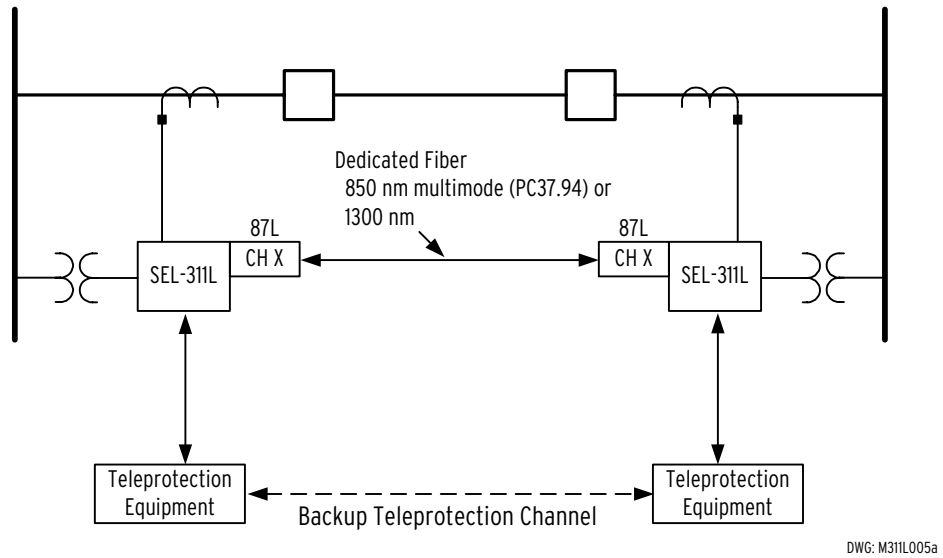 Dedicated Fiber
850 nm multimode (PC37.94) or
1300 nm
87L
CH X
SEL-311L
87L
CH X
SEL-311L
Teleprotection
Equipment
Teleprotection
Equipment
Backup Teleprotection Channel
DWG: M311L005a